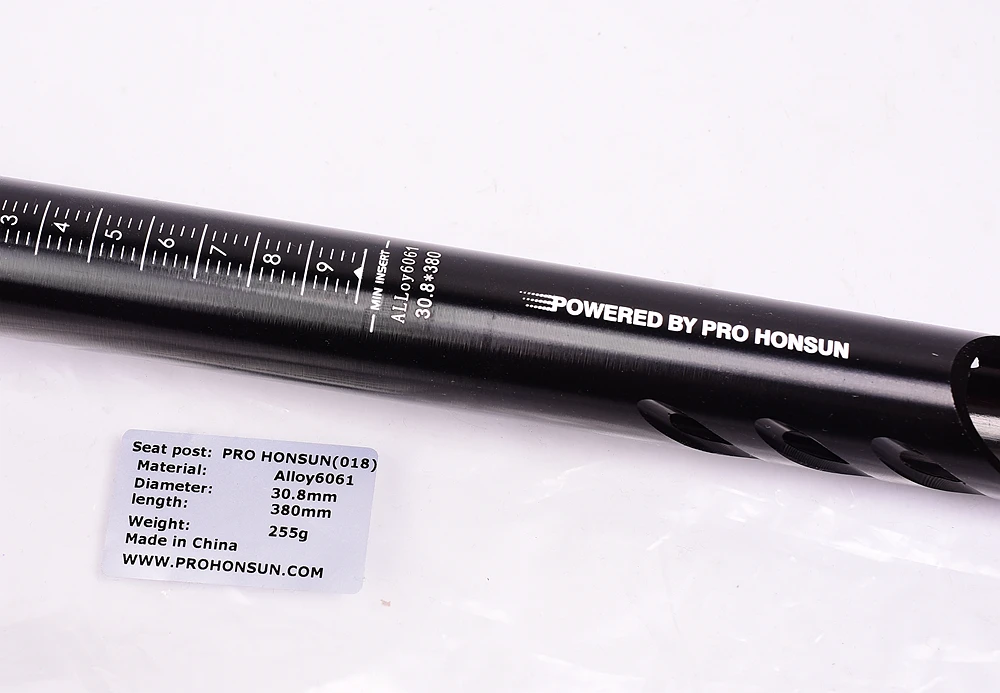 3 4 5 6 7 8 9
MIN INSERT
ALLoy6061
30.8*380
POWERED BY PRO HONSUN
Seat post: PRO HONSUN(018)
Material: Alloy6061
Diameter: 30.8mm
length: 380mm
Weight: 255g
Made in China
WWW.PROHONSUN.COM